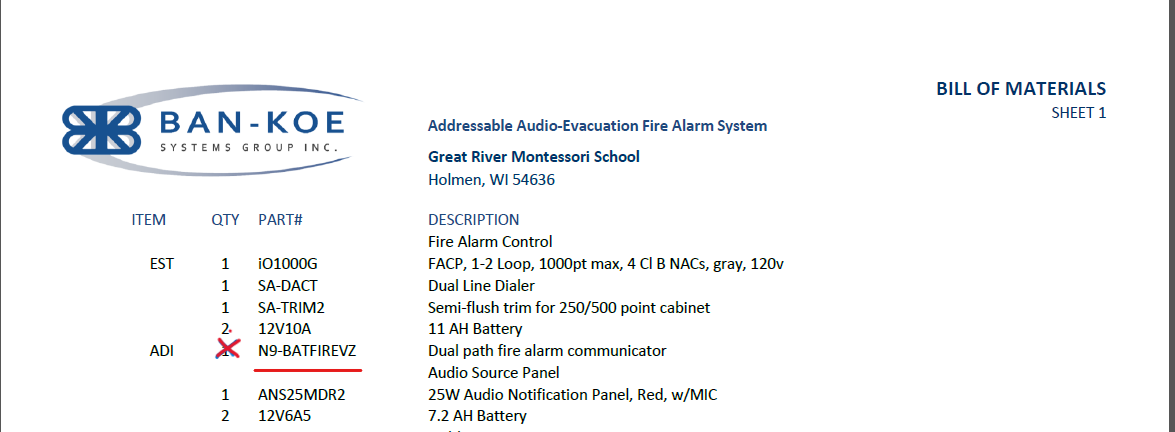 BILL OF MATERIALS
SHEET 1
BAN-KOE
SYSTEMS GROUP INC.
Addressable Audio-Evacuation Fire Alarm System
Great River Montessori School
Holmen, WI 54636
ITEM QTY PART# DESCRIPTION
Fire Alarm Control
EST 1 iO1000G FACP, 1-2 Loop, 1000pt max, 4 Cl B NACs, gray, 120v
1 SA-DACT Dual Line Dialer
1 SA-TRIM2 Semi-flush trim for 250/500 point cabinet
2 12V10A 11 AH Battery
ADI N9-BATFIREVZ Dual path fire alarm communicator
Audio Source Panel
1 ANS25MDR2 25W Audio Notification Panel, Red, w/MIC
2 12V6A5 7.2 AH Battery